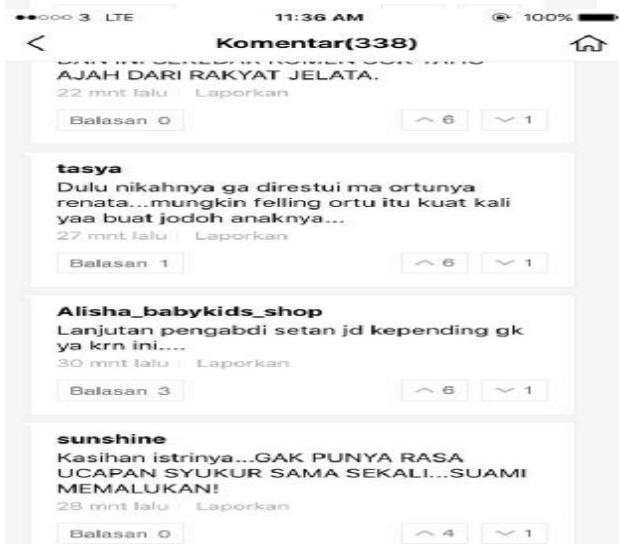 3 LTE 11:36 AM 100%
Komentar(338)
AJAH DARI RAKYAT JELATA.
22 mnt lalu Laporkan
Balasan 0 6 1
tasya
Dulu nikahnya ga direstui ma ortunya
renata...mungkin felling ortu itu kuat kali
yaa buat jodoh anaknya...
27 mnt lalu Laporkan
Balasan 1 6 1
Alisha_babykids_shop
Lanjutan pengabdi setan jd kepending gk
ya krn ini....
30 mnt lalu Laporkan
Balasan 3 6 1
sunshine
Kasihan istrinya...GAK PUNYA RASA
UCAPAN SYUKUR SAMA SEKALI...SUAMI
MEMALUKAN!
28 mnt lalu Laporkan
Balasan 0 4 1